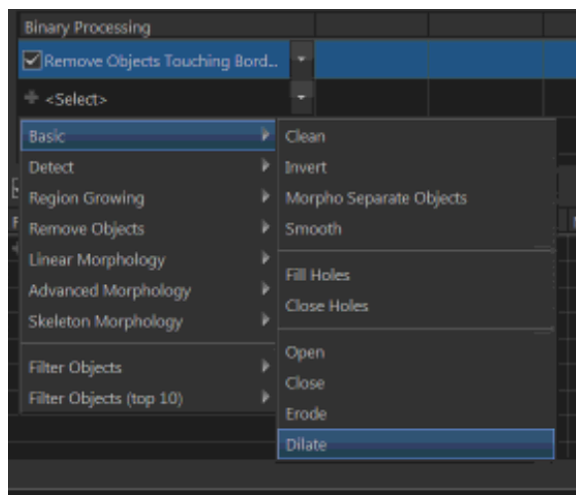 Binary Processing
Remove Objects Touching Bord...
<Select>
Basic
Detect
Region Growing
Remove Objects
Linear Morphology
Advanced Morphology
Skeleton Morphology
Filter Objects
Filter Objects (top 10)
Clean
Invert
Morpho Separate Objects
Smooth
Fill Holes
Close Holes
Open
Close
Erode
Dilate